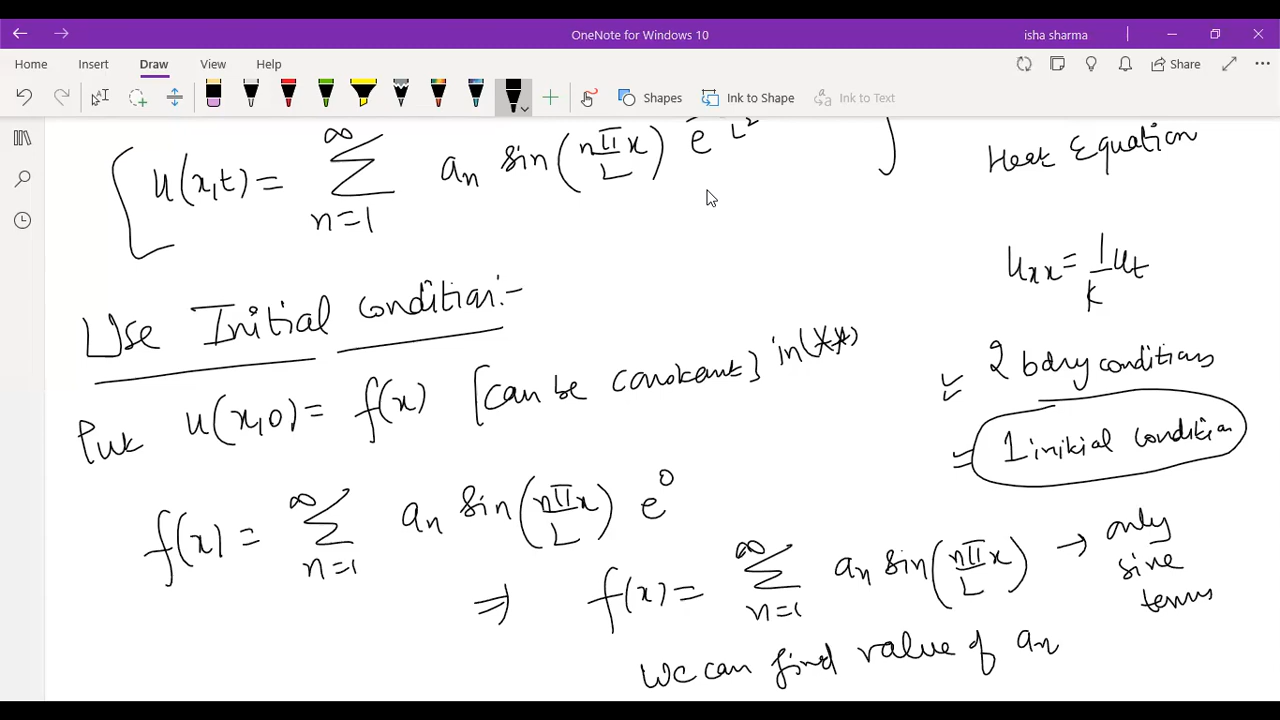 OneNote for Windows 10
isha sharma
Home Insert Draw View Help
Share
Shapes Ink to Shape Ink to Text
u(x,t) = ∞ Σ n=1 an sin(nπx/L) e L²
Heat Equation
uxx = 1/k ut
Use Initial condition:-
2 bdry conditions
Put u(x,0) = f(x) [can be constant] in (**)
1 initial condition
f(x) = ∞ Σ n=1 an sin(nπx/L) e⁰
⇒ f(x) = ∞ Σ n=1 an sin(nπx/L) → only sine terms
We can find value of an